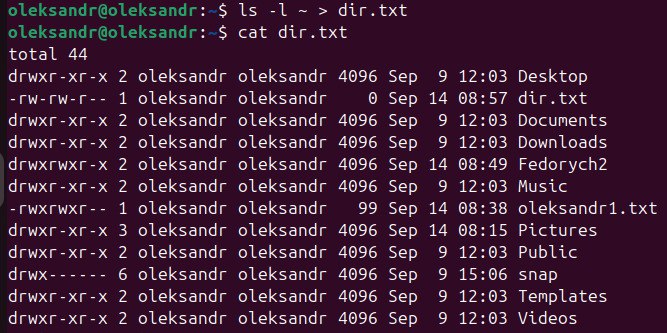 oleksandr@oleksandr:~$ ls -l ~ > dir.txt
oleksandr@oleksandr:~$ cat dir.txt
total 44
drwxr-xr-x 2 oleksandr oleksandr 4096 Sep  9 12:03 Desktop
-rw-rw-r-- 1 oleksandr oleksandr    0 Sep 14 08:57 dir.txt
drwxr-xr-x 2 oleksandr oleksandr 4096 Sep  9 12:03 Documents
drwxr-xr-x 2 oleksandr oleksandr 4096 Sep  9 12:03 Downloads
drwxrwxr-x 2 oleksandr oleksandr 4096 Sep 14 08:49 Fedorych2
drwxr-xr-x 2 oleksandr oleksandr 4096 Sep  9 12:03 Music
-rwxrwxr-- 1 oleksandr oleksandr   99 Sep 14 08:38 oleksandr1.txt
drwxr-xr-x 3 oleksandr oleksandr 4096 Sep 14 08:15 Pictures
drwxr-xr-x 2 oleksandr oleksandr 4096 Sep  9 12:03 Public
drwx------ 6 oleksandr oleksandr 4096 Sep  9 15:06 snap
drwxr-xr-x 2 oleksandr oleksandr 4096 Sep  9 12:03 Templates
drwxr-xr-x 2 oleksandr oleksandr 4096 Sep  9 12:03 Videos